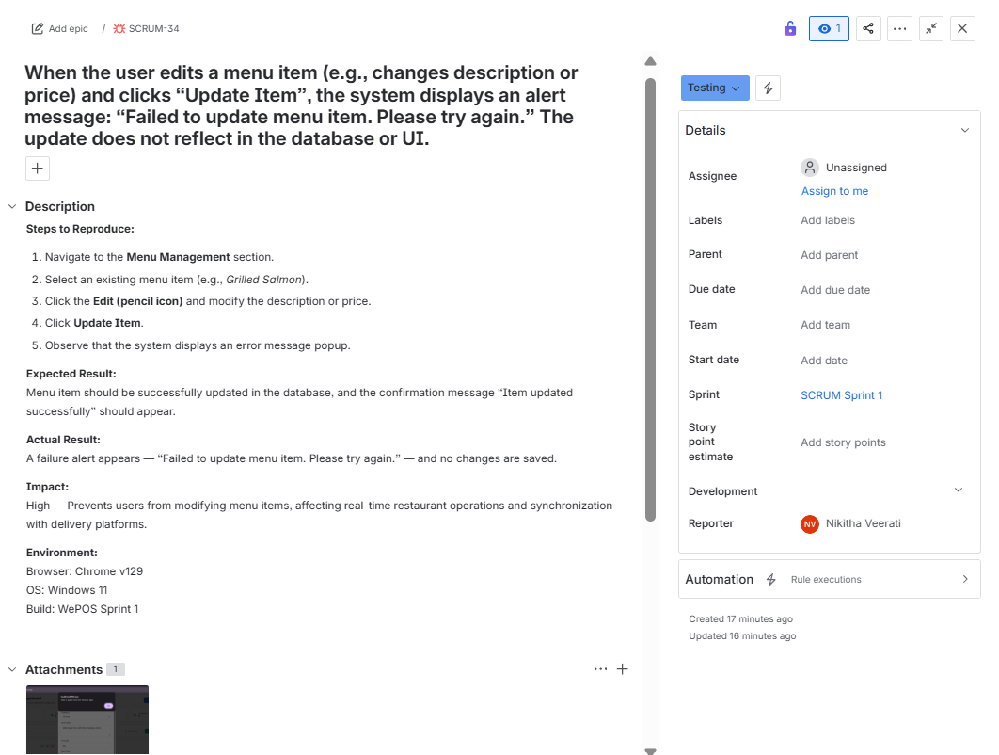 Add epic / SCRUM-34
1
When the user edits a menu item (e.g., changes description or
price) and clicks “Update Item”, the system displays an alert
message: “Failed to update menu item. Please try again.” The
update does not reflect in the database or UI.
Description
Steps to Reproduce:
1. Navigate to the Menu Management section.
2. Select an existing menu item (e.g., Grilled Salmon).
3. Click the Edit (pencil icon) and modify the description or price.
4. Click Update Item.
5. Observe that the system displays an error message popup.
Expected Result:
Menu item should be successfully updated in the database, and the confirmation message “Item updated
successfully” should appear.
Actual Result:
A failure alert appears — “Failed to update menu item. Please try again.” — and no changes are saved.
Impact:
High — Prevents users from modifying menu items, affecting real-time restaurant operations and synchronization
with delivery platforms.
Environment:
Browser: Chrome v129
OS: Windows 11
Build: WePOS Sprint 1
Attachments 1
Testing
Details
Assignee
Unassigned
Assign to me
Labels
Add labels
Parent
Add parent
Due date
Add due date
Team
Add team
Start date
Add date
Sprint
SCRUM Sprint 1
Story
point
estimate
Add story points
Development
Reporter
NV Nikitha Veerati
Automation Rule executions
Created 17 minutes ago
Updated 16 minutes ago